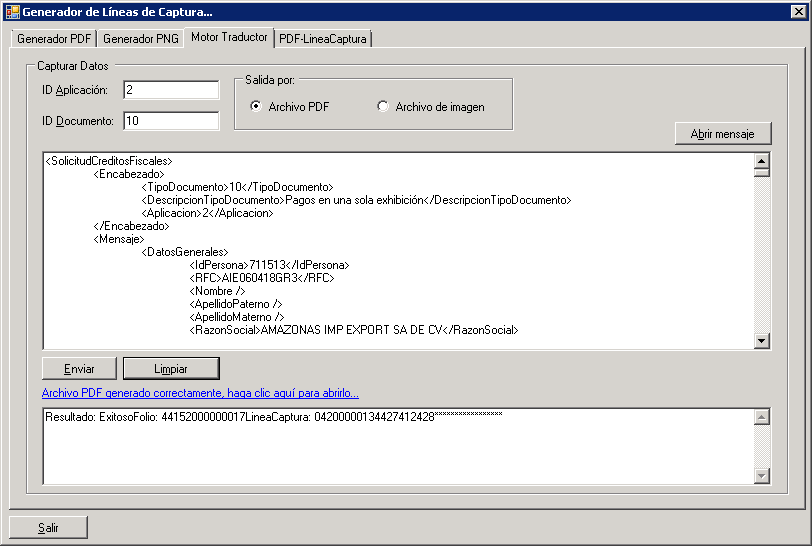 Generador de Líneas de Captura...
Generador PDF
Generador PNG
Motor Traductor
PDF-LineaCaptura
Capturar Datos
ID Aplicación: 2
ID Documento: 10
Salida por:
Archivo PDF
Archivo de imagen
Abrir mensaje
<SolicitudCreditosFiscales>
<Encabezado>
<TipoDocumento>10</TipoDocumento>
<DescripcionTipoDocumento>Pagos en una sola exhibición</DescripcionTipoDocumento>
<Aplicacion>2</Aplicacion>
</Encabezado>
<Mensaje>
<DatosGenerales>
<IdPersona>711513</IdPersona>
<RFC>AIE060418GR3</RFC>
<Nombre />
<ApellidoPaterno />
<ApellidoMaterno />
<RazonSocial>AMAZONAS IMP EXPORT SA DE CV</RazonSocial>
Enviar
Limpiar
Archivo PDF generado correctamente, haga clic aquí para abrirlo...
Resultado: ExitosoFolio: 44152000000017LineaCaptura: 04200000134427412428*****************
Salir